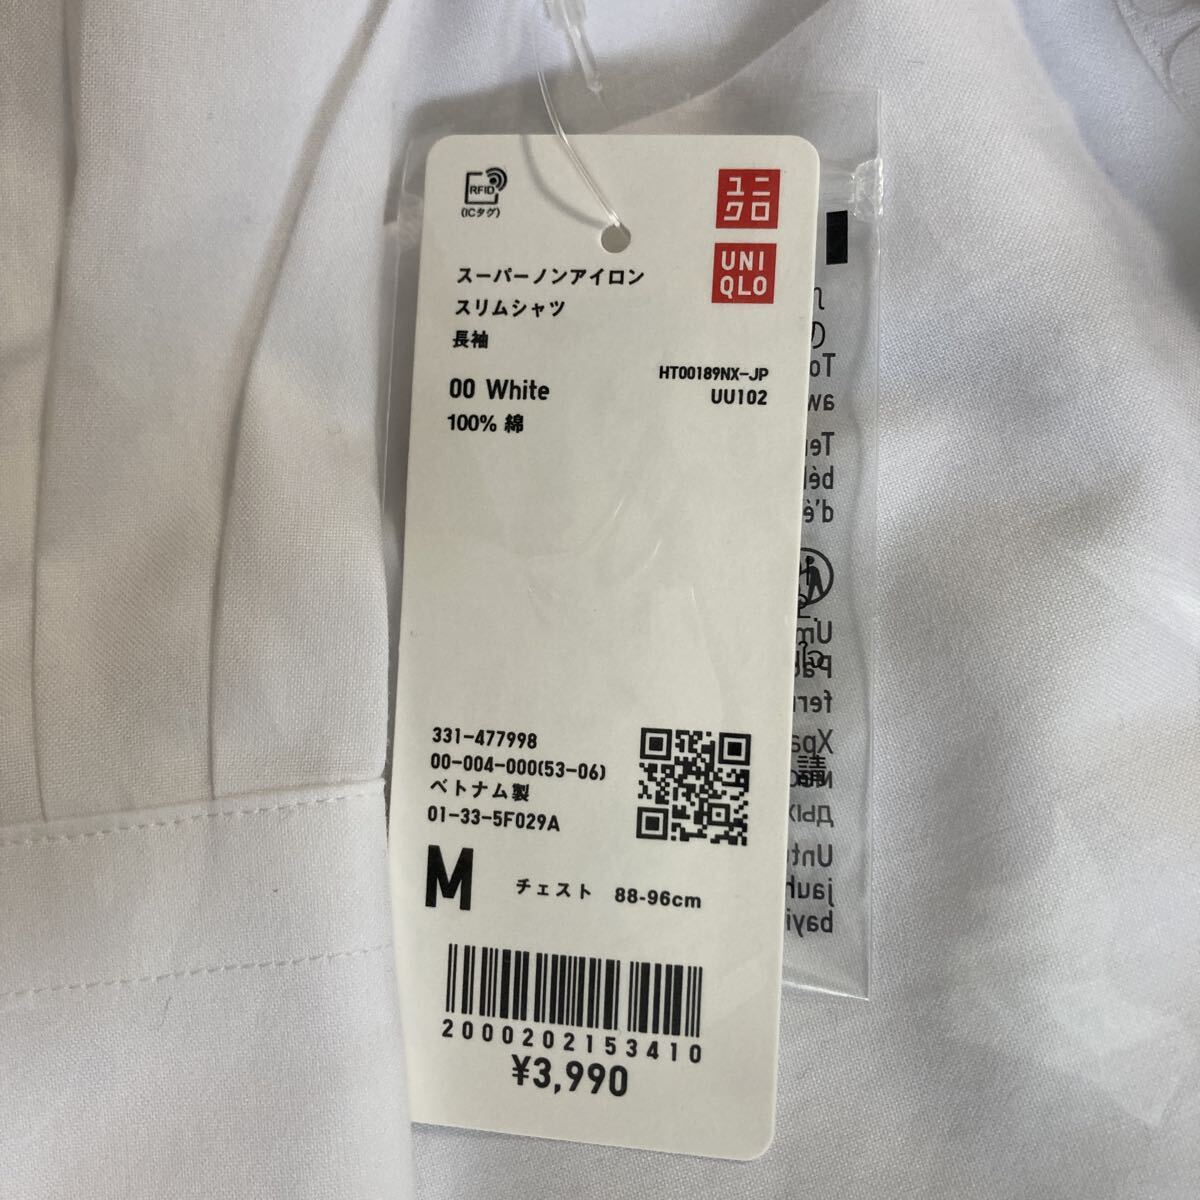 RFID
(ICタグ)
ユニ
クロ
UNI
QLO
スーパーノンアイロン
スリムシャツ
長袖
HT00189NX-JP
00 White
UU102
100% 綿
331-477998
00-004-000(53-06)
ベトナム製
01-33-5F029A
M チェスト 88-96cm
2000202153410
¥3,990